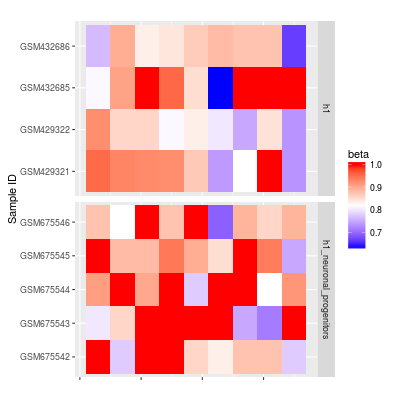 Sample ID
GSM432686
GSM432685
GSM429322
GSM429321
h1
GSM675546
GSM675545
GSM675544
GSM675543
GSM675542
h1_neuronal_progenitors
beta
1.0
0.9
0.8
0.7